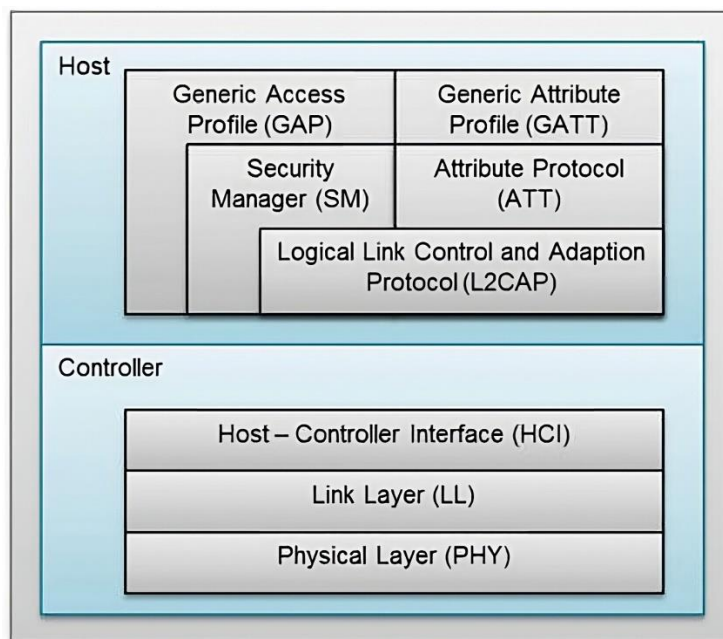 Host
Generic Access
Profile (GAP)
Generic Attribute
Profile (GATT)
Security
Manager (SM)
Attribute Protocol
(ATT)
Logical Link Control and Adaption
Protocol (L2CAP)
Controller
Host – Controller Interface (HCI)
Link Layer (LL)
Physical Layer (PHY)